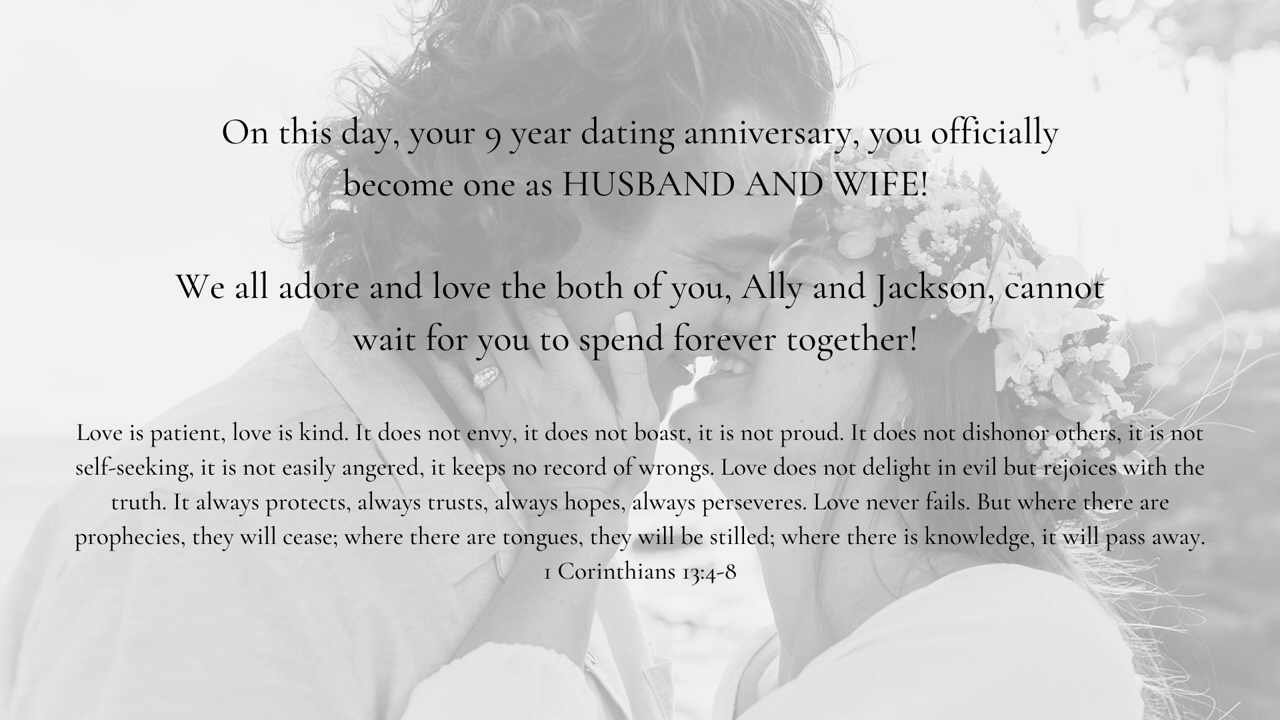 On this day, your 9 year dating anniversary, you officially
become one as HUSBAND AND WIFE!
We all adore and love the both of you, Ally and Jackson, cannot
wait for you to spend forever together!
Love is patient, love is kind. It does not envy, it does not boast, it is not proud. It does not dishonor others, it is not
self-seeking, it is not easily angered, it keeps no record of wrongs. Love does not delight in evil but rejoices with the
truth. It always protects, always trusts, always hopes, always perseveres. Love never fails. But where there are
prophecies, they will cease; where there are tongues, they will be stilled; where there is knowledge, it will pass away.
1 Corinthians 13:4-8